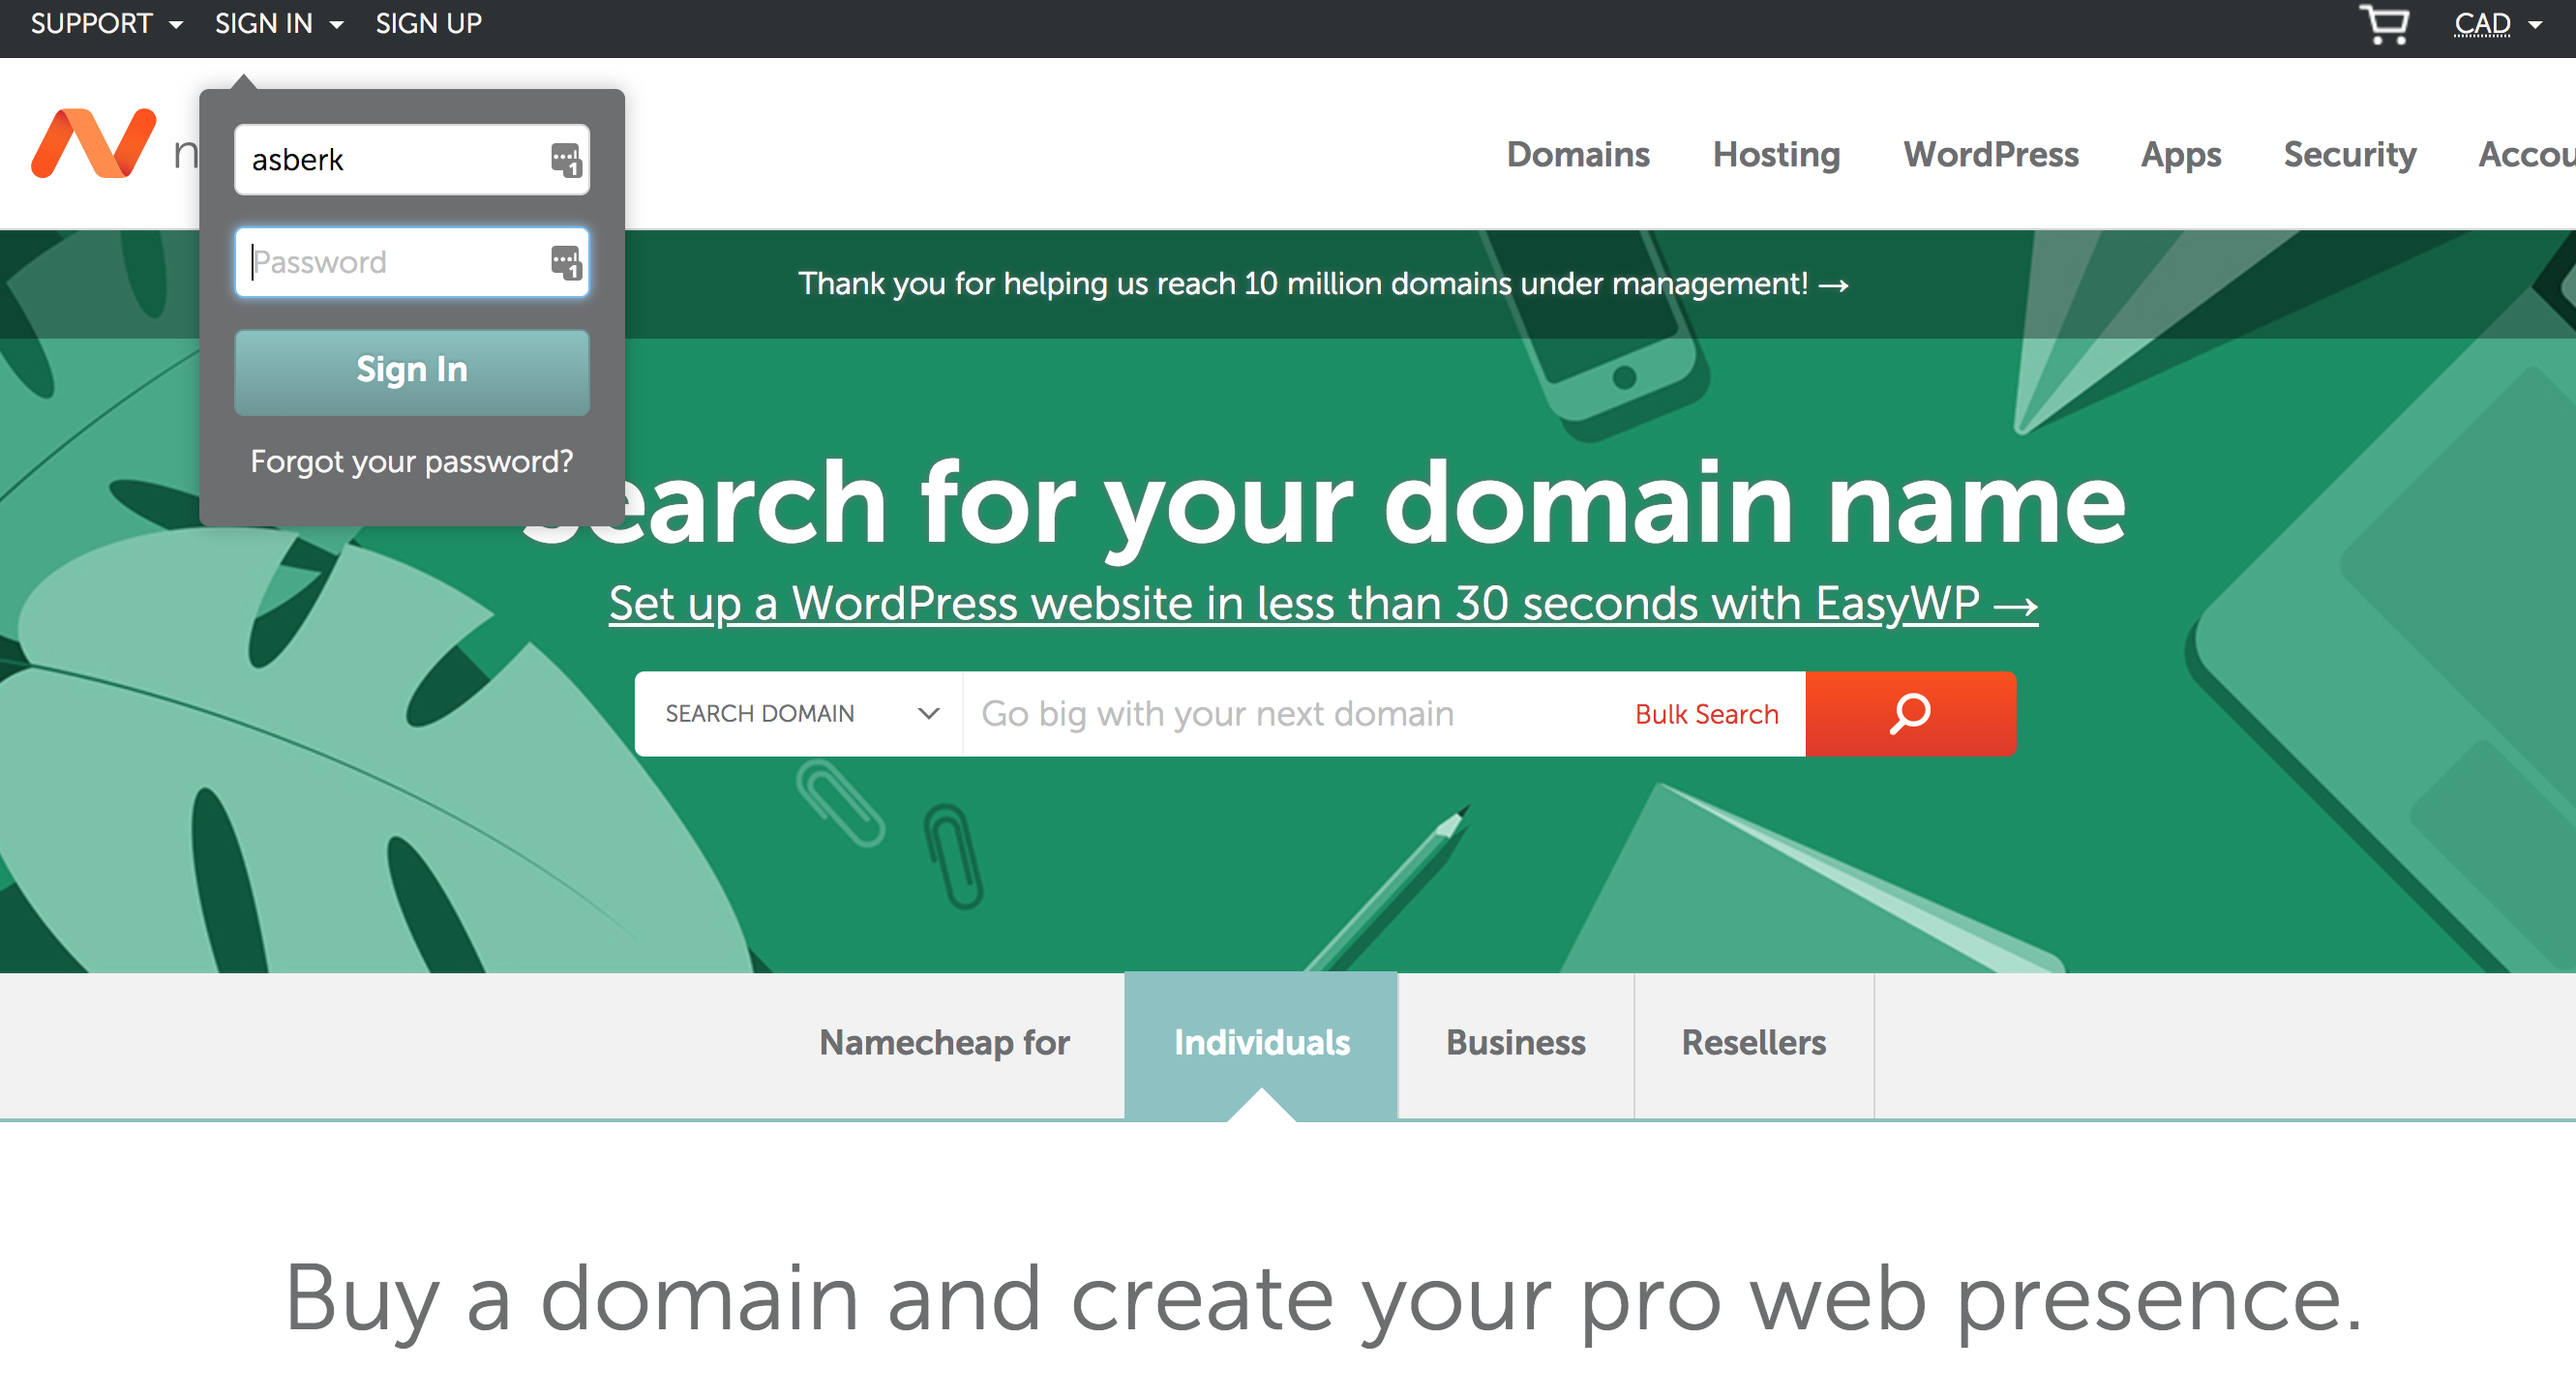 SUPPORT SIGN IN SIGN UP CAD
n
Domains Hosting WordPress Apps Security Accou
asberk
1
Password
1
Sign In
Forgot your password?
Thank you for helping us reach 10 million domains under management! →
Search for your domain name
Set up a WordPress website in less than 30 seconds with EasyWP →
SEARCH DOMAIN Go big with your next domain Bulk Search
Namecheap for Individuals Business Resellers
Buy a domain and create your pro web presence.